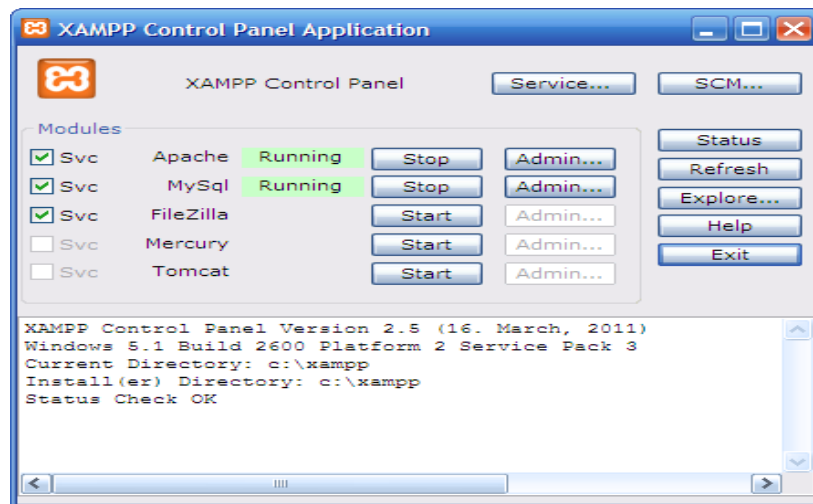 XAMPP Control Panel Application
XAMPP Control Panel Service... SCM...
Modules
Svc Apache Running Stop Admin...
Svc MySql Running Stop Admin...
Svc FileZilla Start Admin...
Svc Mercury Start Admin...
Svc Tomcat Start Admin...
Status
Refresh
Explore...
Help
Exit
XAMPP Control Panel Version 2.5 (16. March, 2011)
Windows 5.1 Build 2600 Platform 2 Service Pack 3
Current Directory: c:\xampp
Install(er) Directory: c:\xampp
Status Check OK